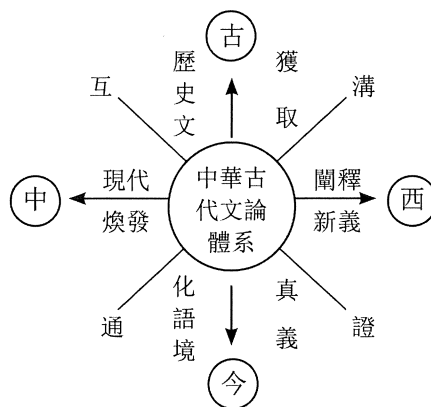 古
互
歷史文
獲取
溝
中
現代
煥發
中華古
代文論
體系
闡釋
新義
西
通
化語境
真義
證
今